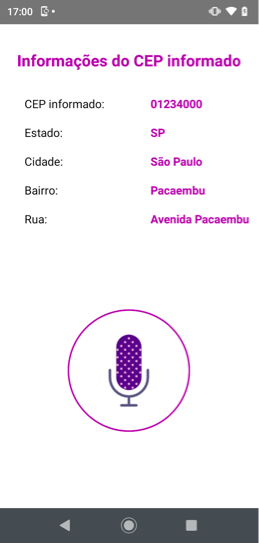 17:00
Informações do CEP informado
CEP informado: 01234000
Estado: SP
Cidade: São Paulo
Bairro: Pacaembu
Rua: Avenida Pacaembu